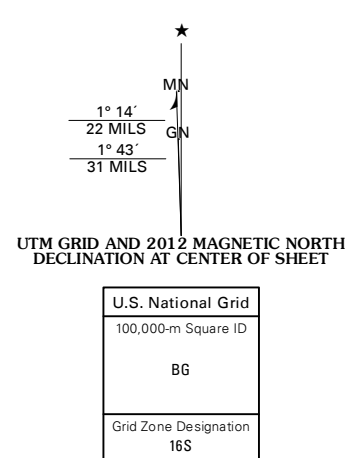 ★
MN
1° 14´
22 MILS
GN
1° 43´
31 MILS
UTM GRID AND 2012 MAGNETIC NORTH
DECLINATION AT CENTER OF SHEET
U.S. National Grid
100,000-m Square ID
BG
Grid Zone Designation
16S